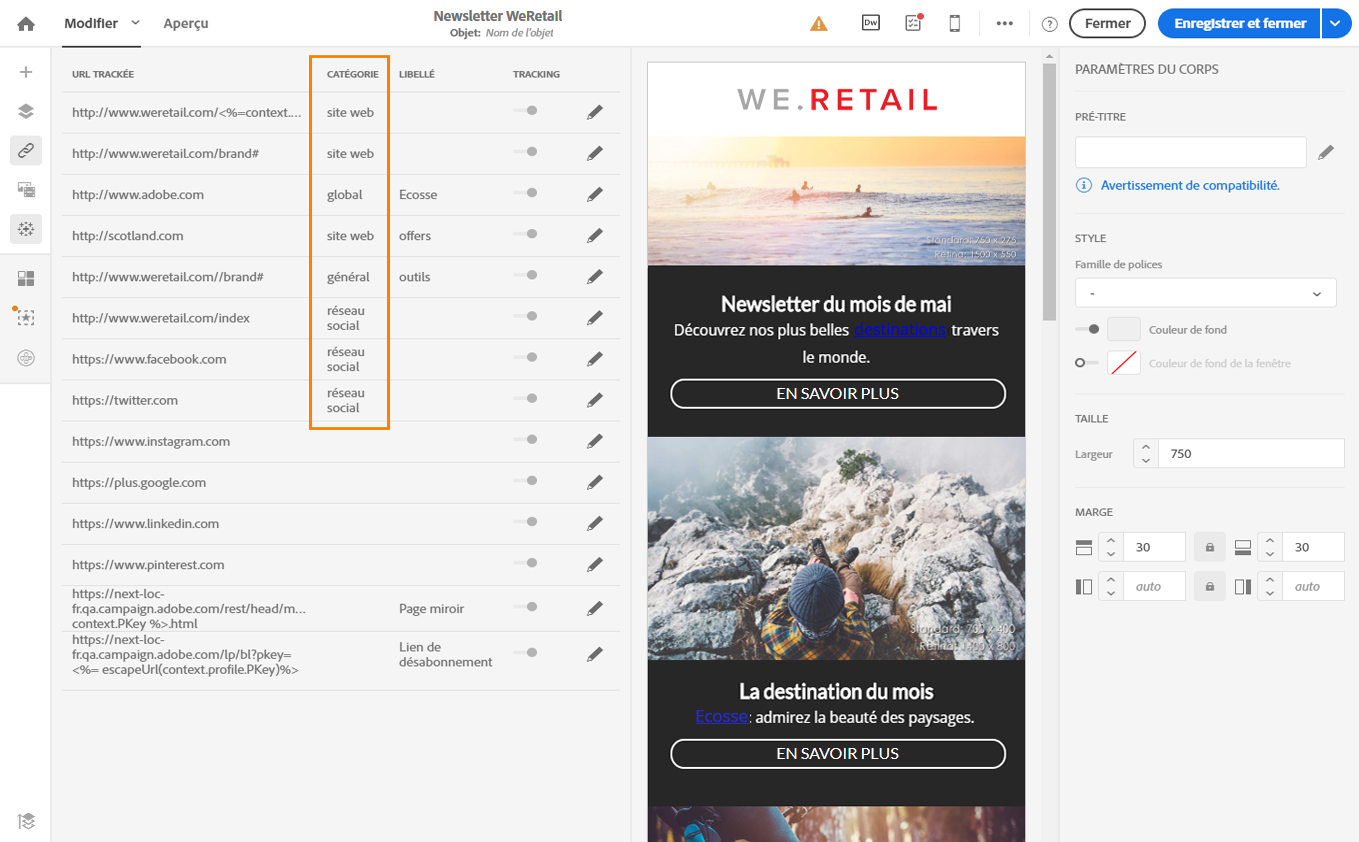 Modifier
Aperçu
Newsletter WeRetail
Objet: Nom de l'objet
Dw
?
Fermer
Enregistrer et fermer
URL TRACKÉE CATÉGORIE LIBELLÉ TRACKING
http://www.weretail.com/<%=context.... site web
http://www.weretail.com/brand# site web
http://www.adobe.com global Ecosse
http://scotland.com site web offers
http://www.weretail.com//brand# général outils
http://www.weretail.com/index réseau
social
https://www.facebook.com réseau
social
https://twitter.com réseau
social
https://www.instagram.com
https://plus.google.com
https://www.linkedin.com
https://www.pinterest.com
https://next-loc-
fr.qa.campaign.adobe.com/rest/head/m...
context.PKey %>.html
Page miroir
https://next-loc-
fr.qa.campaign.adobe.com/lp/bl?pkey=
<%= escapeUrl(context.profile.PKey)%>
Lien de
désabonnement
WE.RETAIL
Standard: 750 x 275
Retina: 1500 x 550
Newsletter du mois de mai
Découvrez nos plus belles destinations travers
le monde.
EN SAVOIR PLUS
Standard: 700 x 400
Retina: 1400 x 800
La destination du mois
Ecosse: admirez la beauté des paysages.
EN SAVOIR PLUS
PARAMÈTRES DU CORPS
PRÉ-TITRE
Avertissement de compatibilité.
STYLE
Famille de polices
-
Couleur de fond
Couleur de fond de la fenêtre
TAILLE
Largeur 750
MARGE
30 30
auto auto